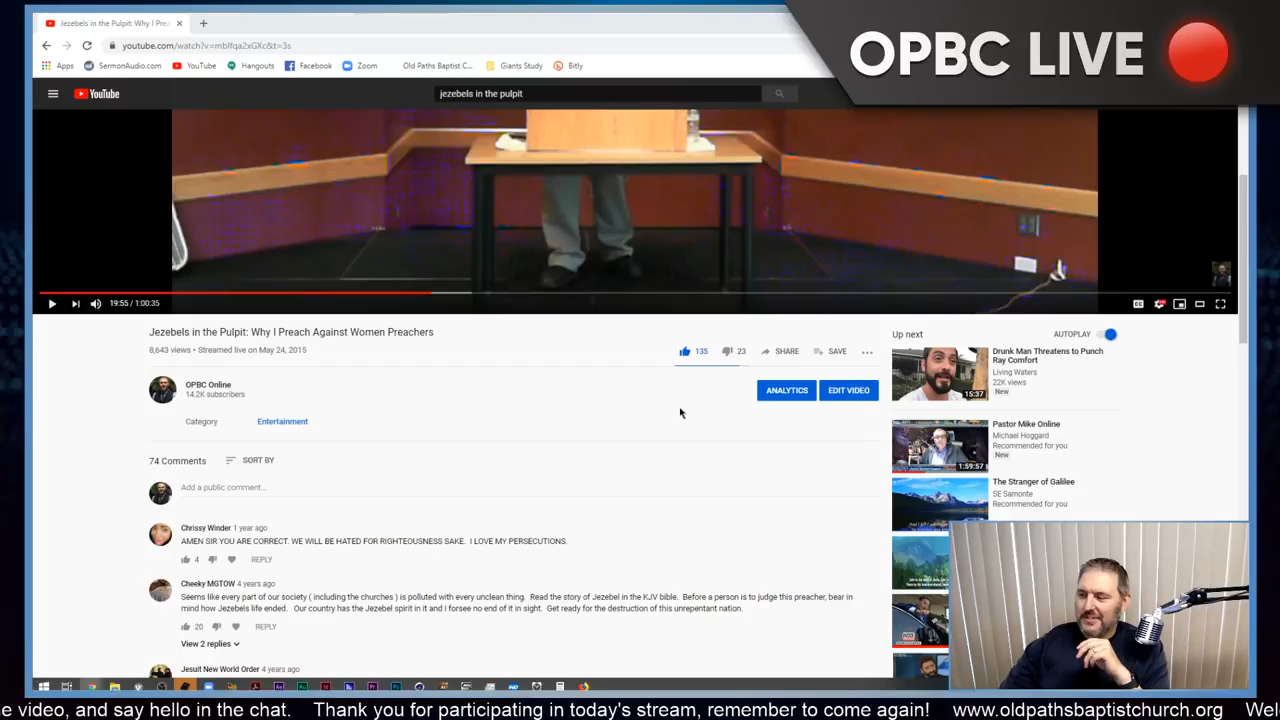 Jezebels in the Pulpit: Why I Prea
OPBC LIVE
youtube.com/watch?v=mblfqa2xGXc&t=3s
Apps SermonAudio.com YouTube Hangouts Facebook Zoom Old Paths Baptist C... Giants Study Bitly
YouTube
jezebels in the pulpit
19:55 / 1:00:35
Jezebels in the Pulpit: Why I Preach Against Women Preachers
8,643 views • Streamed live on May 24, 2015
135 23 SHARE SAVE
OPBC Online
14.2K subscribers
ANALYTICS EDIT VIDEO
Category Entertainment
74 Comments SORT BY
Add a public comment...
Chrissy Winder 1 year ago
AMEN SIR YOU ARE CORRECT. WE WILL BE HATED FOR RIGHTEOUSNESS SAKE. I LOVE MY PERSECUTIONS.
4 REPLY
Cheeky MGTOW 4 years ago
Seems like every part of our society ( including the churches ) is polluted with every unclean thing. Read the story of Jezebel in the KJV bible. Before a person is to judge this preacher, bear in
mind how Jezebels life ended. Our country has the Jezebel spirit in it and I forsee no end of it in sight. Get ready for the destruction of this unrepentant nation.
20 REPLY
View 2 replies
Jesuit New World Order 4 years ago
Up next AUTOPLAY
Drunk Man Threatens to Punch
Ray Comfort
Living Waters
22K views
New
15:37
Pastor Mike Online
Michael Hoggard
Recommended for you
New
1:59:57
The Stranger of Galilee
SE Samonte
Recommended for you
e video, and say hello in the chat. Thank you for participating in today's stream, remember to come again! www.oldpathsbaptistchurch.org Wel